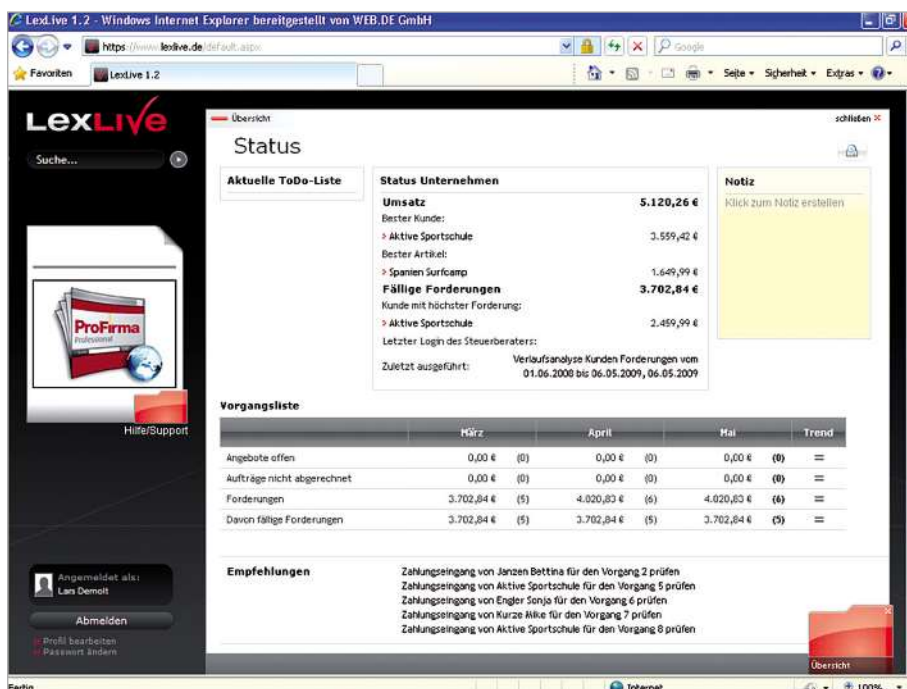 LexLive 1.2 - Windows Internet Explorer bereitgestellt von WEB.DE GmbH
https://www.lexlive.de/default.aspx
Google
Favoriten
LexLive 1.2
Seite
Sicherheit
Extras
LexLive
Suche...
ProFirma
Professional
Hilfe/Support
Angemeldet als:
Lars Demolt
Abmelden
Profil bearbeiten
Passwort ändern
Übersicht
schließen
Status
Aktuelle ToDo-Liste
Status Unternehmen
Umsatz 5.120,26 €
Bester Kunde:
Aktive Sportschule 3.559,42 €
Bester Artikel:
Spanien Surfcamp 1.649,99 €
Fällige Forderungen 3.702,84 €
Kunde mit höchster Forderung:
Aktive Sportschule 2.459,99 €
Letzter Login des Steuerberaters:
Zuletzt ausgeführt: Verlaufsanalyse Kunden Forderungen vom
01.06.2008 bis 06.05.2009, 06.05.2009
Notiz
Klick zum Notiz erstellen
Vorgangsliste
März April Mai Trend
Angebote offen 0,00 € (0) 0,00 € (0) 0,00 € (0) =
Aufträge nicht abgerechnet 0,00 € (0) 0,00 € (0) 0,00 € (0) =
Forderungen 3.702,84 € (5) 4.020,83 € (6) 4.020,83 € (6) =
Davon fällige Forderungen 3.702,84 € (5) 3.702,84 € (5) 3.702,84 € (5) =
Empfehlungen
Zahlungseingang von Janzen Bettina für den Vorgang 2 prüfen
Zahlungseingang von Aktive Sportschule für den Vorgang 5 prüfen
Zahlungseingang von Engler Sonja für den Vorgang 6 prüfen
Zahlungseingang von Kurze Mike für den Vorgang 7 prüfen
Zahlungseingang von Aktive Sportschule für den Vorgang 8 prüfen
Übersicht
Fertig
Internet
100%